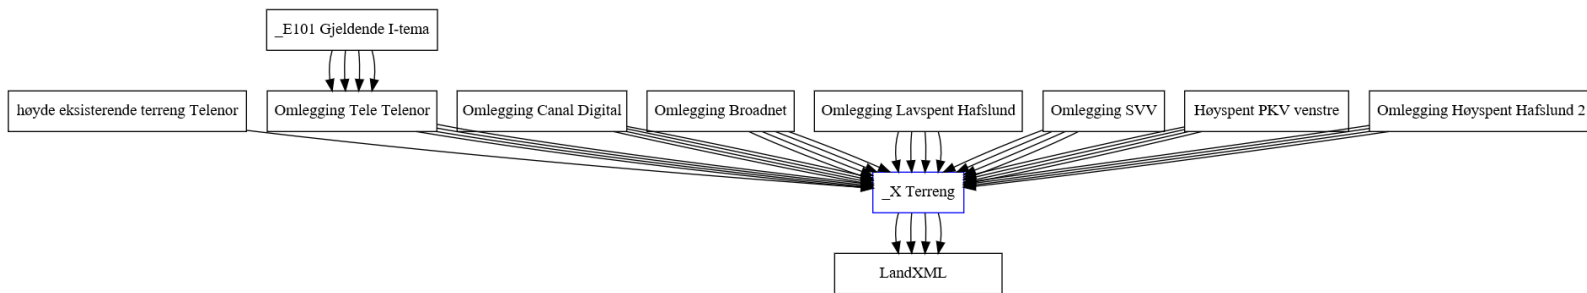 _E101 Gjeldende I-tema
høyde eksisterende terreng Telenor
Omlegging Tele Telenor
Omlegging Canal Digital
Omlegging Broadnet
Omlegging Lavspent Hafslund
Omlegging SVV
Høyspent PKV venstre
Omlegging Høyspent Hafslund 2
_X Terreng
LandXML